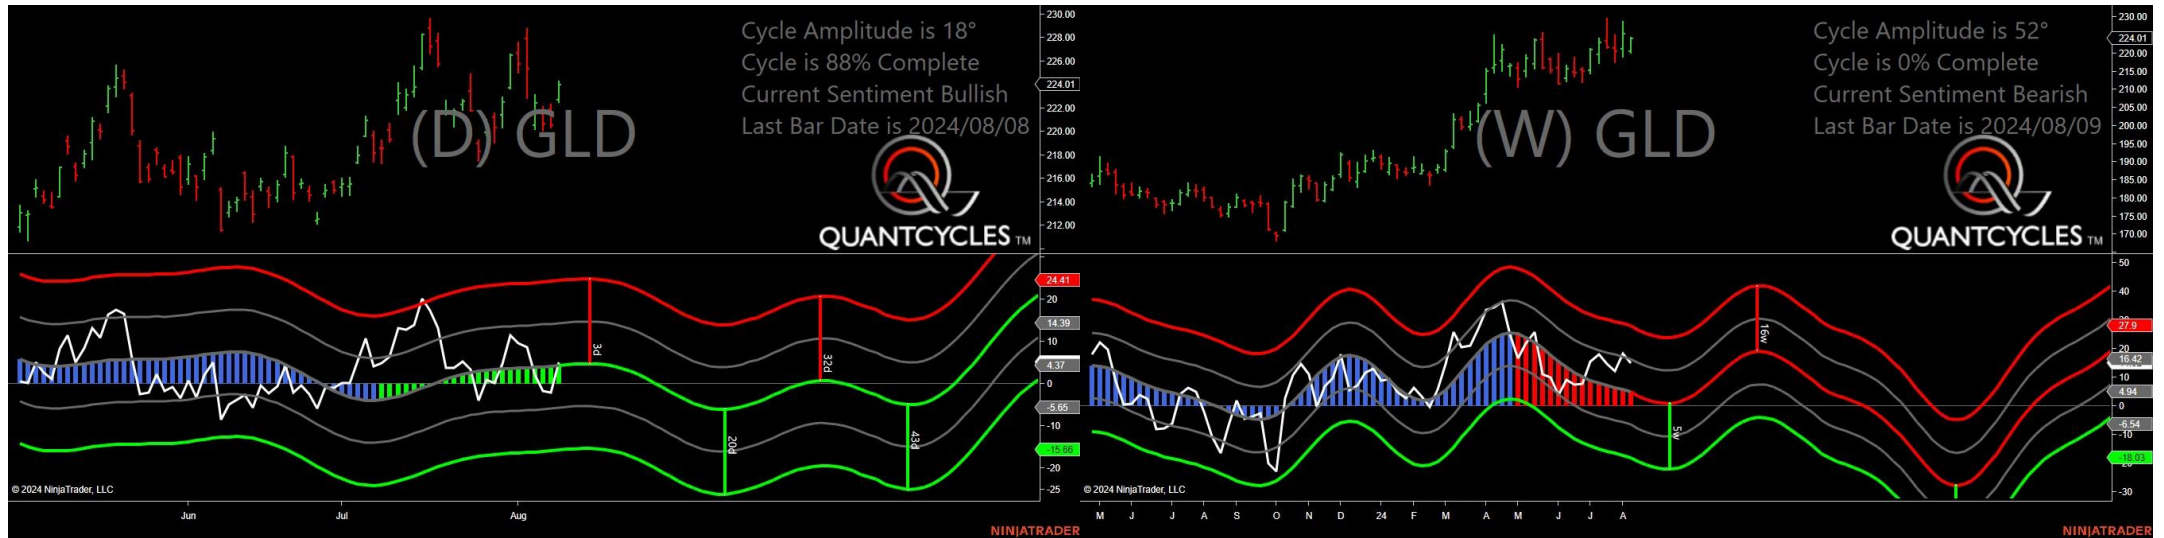 Cycle Amplitude is 18°
Cycle is 88% Complete
Current Sentiment Bullish
Last Bar Date is 2024/08/08
(D) GLD
QUANTCYCLES TM
230.00
228.00
226.00
224.01
222.00
220.00
218.00
216.00
214.00
212.00
24.41
20
14.39
10
4.37
0
-5.65
-10
-15.66
-20
-25
3d
20d
32d
43d
© 2024 NinjaTrader, LLC
Jun
Jul
Aug
NINJATRADER
Cycle Amplitude is 52°
Cycle is 0% Complete
Current Sentiment Bearish
Last Bar Date is 2024/08/09
(W) GLD
QUANTCYCLES TM
230.00
224.01
220.00
215.00
210.00
205.00
200.00
195.00
190.00
185.00
180.00
175.00
170.00
50
40
27.9
20
16.42
10
4.94
0
-6.54
-10
-18.03
-30
5w
16w
© 2024 NinjaTrader, LLC
M J J A S O N D 24 F M A M J J A
NINJATRADER